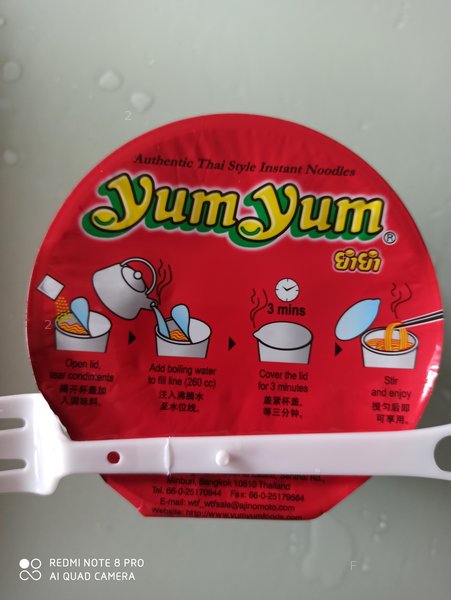 Authentic Thai Style Instant Noodles
YumYum®
ยำยำ
3 mins
Open lid,
tear condiments
揭开杯盖加
入调味料。
Add boiling water
to fill line (260 cc)
注入沸腾水
至水位线。
Cover the lid
for 3 minutes
盖紧杯盖。
等三分钟。
Stir
and enjoy
搅匀后即
可享用。
Minburi, Bangkok 10510 Thailand
Tel. 66-0-25170944 Fax: 66-0-25179564
E-mail: wtf_wtfsale@ajinomoto.com
Website: http://www.yumyumfoods.com
REDMI NOTE 8 PRO
AI QUAD CAMERA